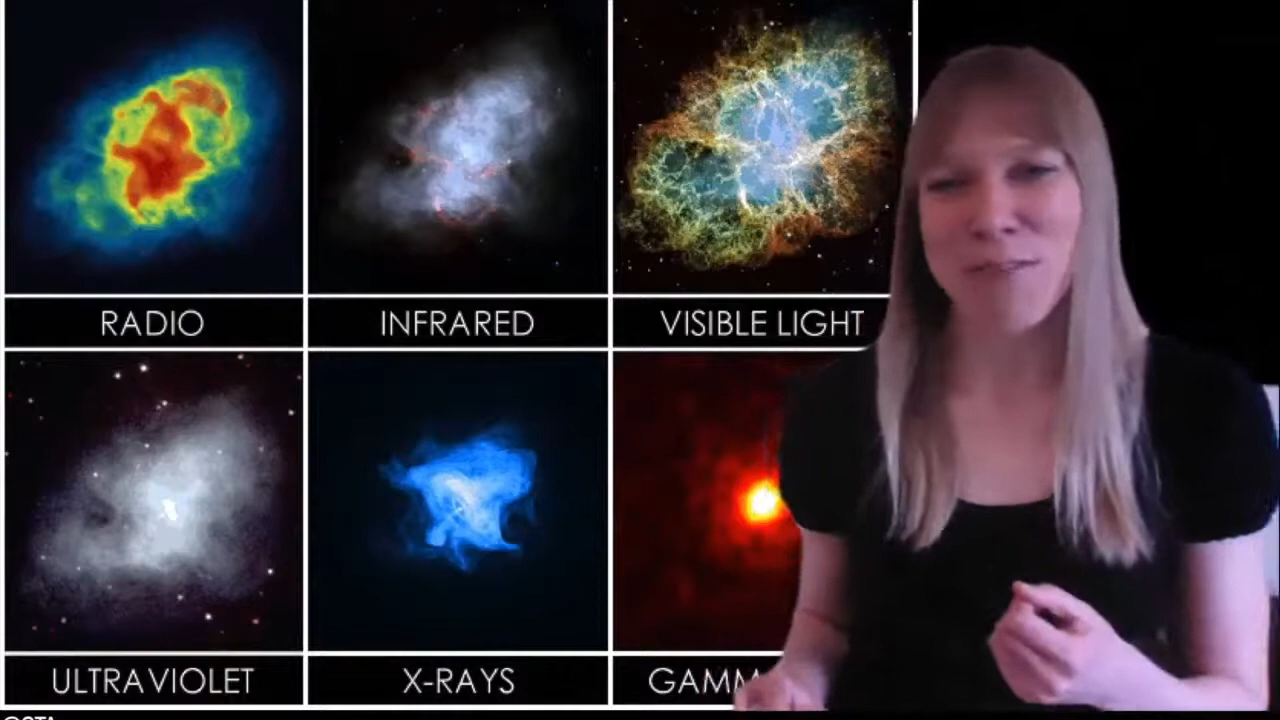 RADIO
INFRARED
VISIBLE LIGHT
ULTRAVIOLET
X-RAYS